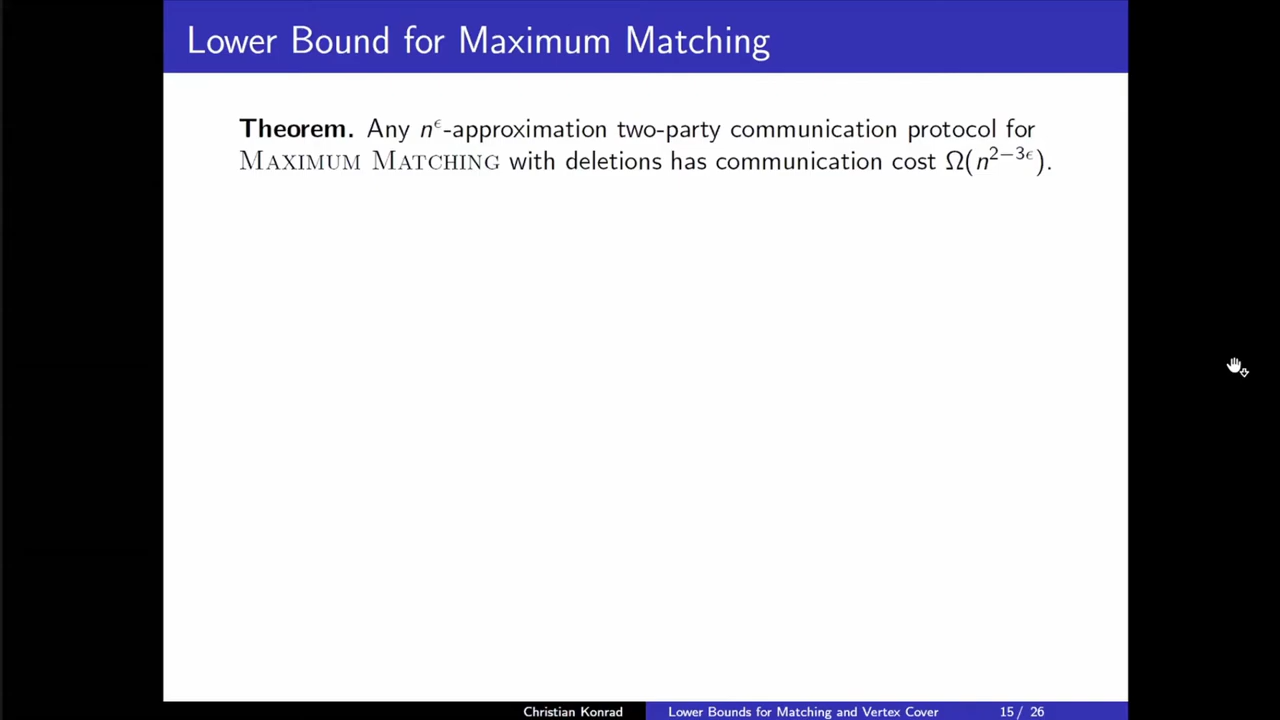 Lower Bound for Maximum Matching
Theorem. Any n^ϵ-approximation two-party communication protocol for
MAXIMUM MATCHING with deletions has communication cost Ω(n^{2−3ϵ}).
Christian Konrad Lower Bounds for Matching and Vertex Cover 15 / 26